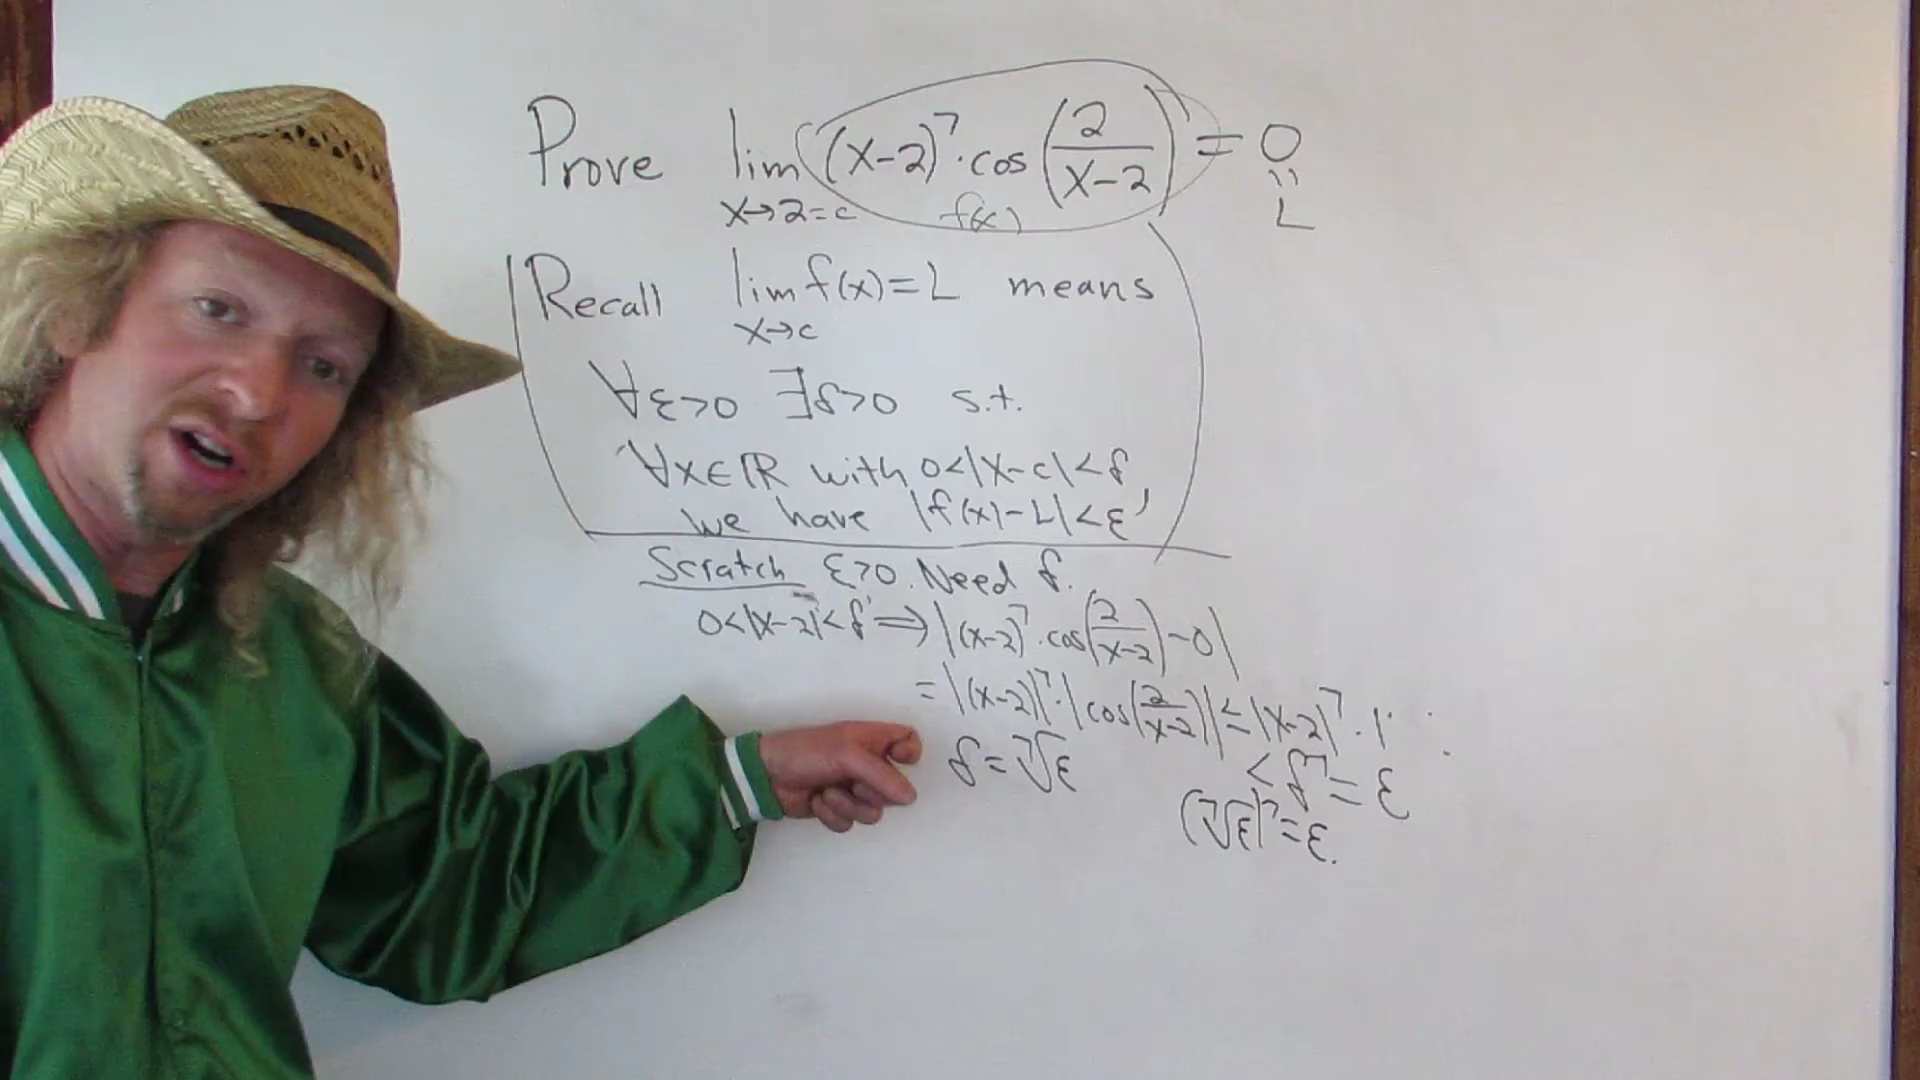 Prove lim (x-2)⁷·cos(2/(x-2)) = 0
x→2=c f(x) = L
Recall lim f(x)=L means
x→c
∀ε>0 ∃δ>0 s.t.
∀x∈ℝ with 0<|x-c|<δ,
we have |f(x)-L|<ε
Scratch ε>0. Need δ.
0<|x-2|<δ ⇒ |(x-2)⁷·cos(2/(x-2))-0|
= |(x-2)|⁷·|cos(2/(x-2))| ≤ |x-2|⁷·1
δ=⁷√ε < δ⁷ = ε
(⁷√ε)⁷=ε.